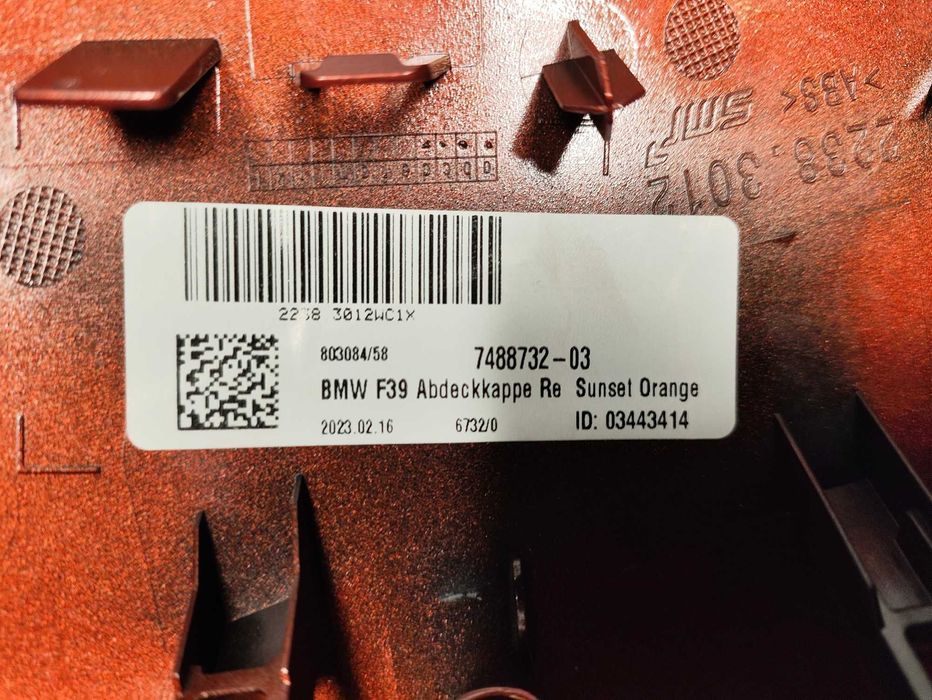 SMR
>ABS<
2238.3012
2238 3012WC1X
803084/58
7488732-03
BMW F39 Abdeckkappe Re Sunset Orange
2023.02.16
6732/0
ID: 03443414